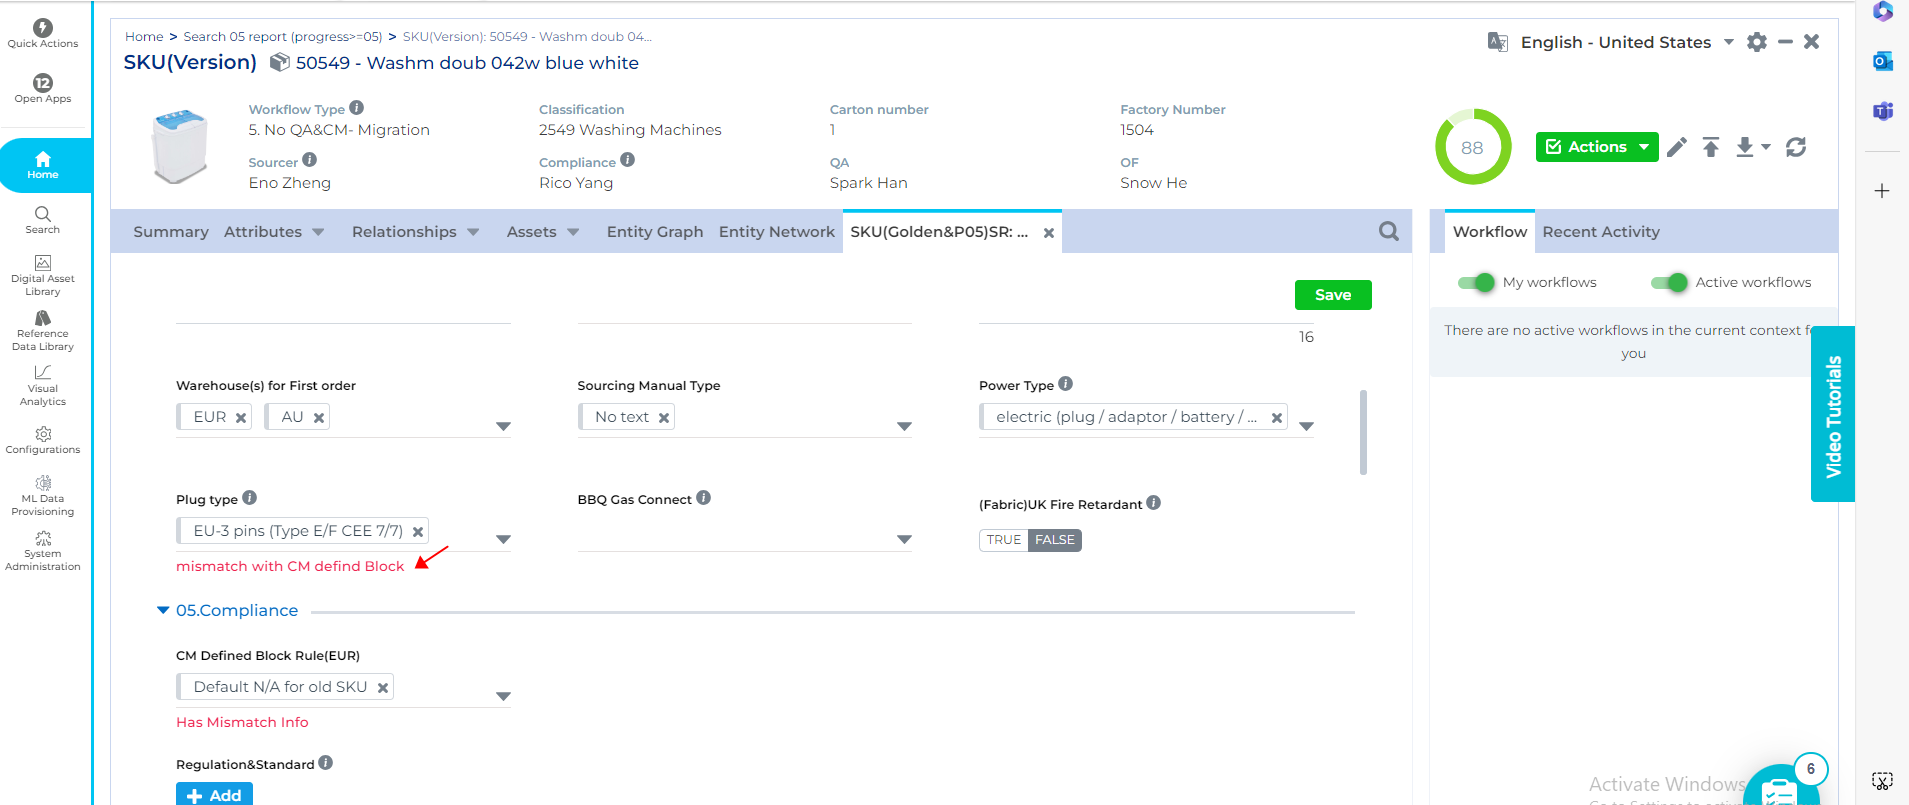 Quick Actions
12
Open Apps
Home
Search
Digital Asset
Library
Reference
Data Library
Visual
Analytics
Configurations
ML Data
Provisioning
System
Administration
Home > Search 05 report (progress>=05) > SKU(Version): 50549 - Washm doub 04...
SKU(Version) 50549 - Washm doub 042w blue white
English - United States
Workflow Type
5. No QA&CM- Migration
Classification
2549 Washing Machines
Carton number
1
Factory Number
1504
Sourcer
Eno Zheng
Compliance
Rico Yang
QA
Spark Han
OF
Snow He
88
Actions
Summary Attributes Relationships Assets Entity Graph Entity Network SKU(Golden&P05)SR: ...
Save
16
Warehouse(s) for First order
EUR AU
Sourcing Manual Type
No text
Power Type
electric (plug / adaptor / battery / ...
Plug type
EU-3 pins (Type E/F CEE 7/7)
mismatch with CM defind Block
BBQ Gas Connect
(Fabric)UK Fire Retardant
TRUE FALSE
05.Compliance
CM Defined Block Rule(EUR)
Default N/A for old SKU
Has Mismatch Info
Regulation&Standard
+ Add
Workflow Recent Activity
My workflows Active workflows
There are no active workflows in the current context
you
Video Tutorials
Activate Windows
6